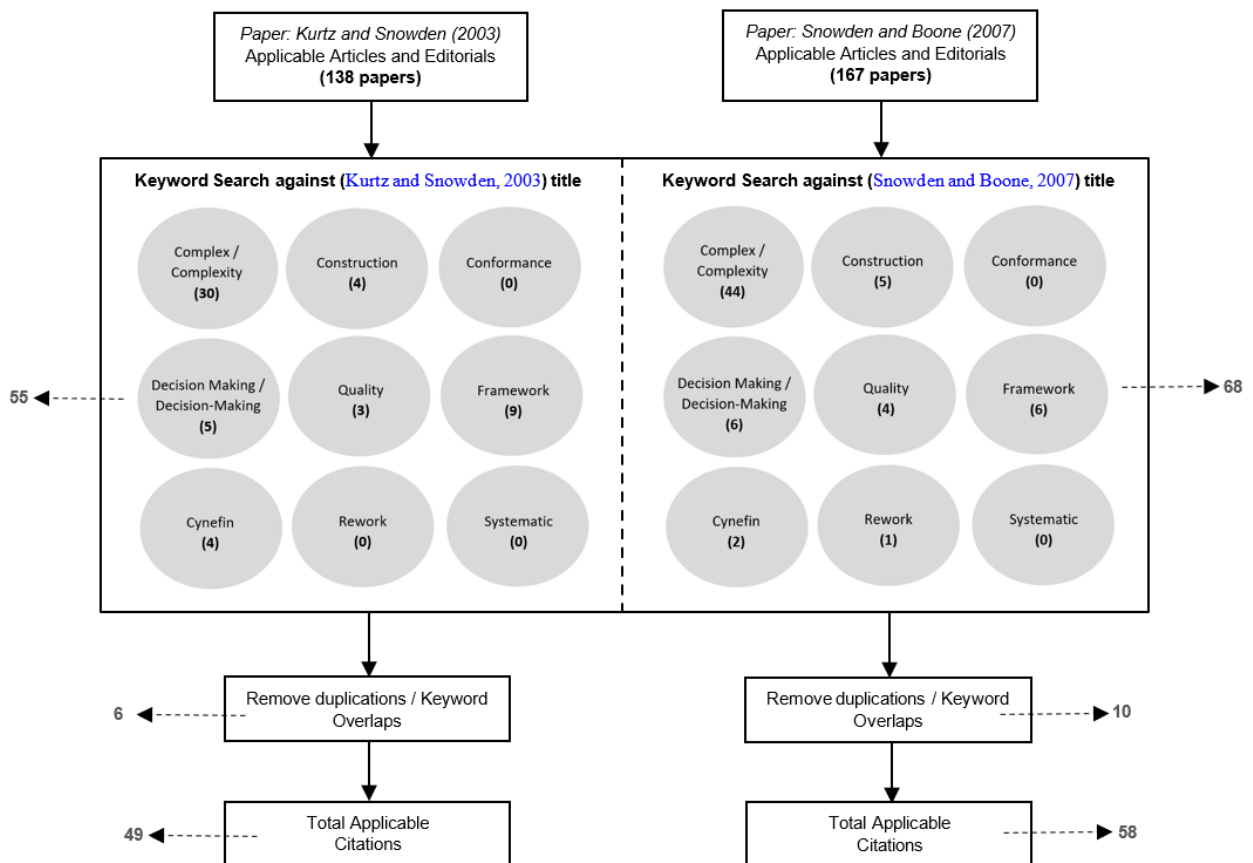 Paper: Kurtz and Snowden (2003)
Applicable Articles and Editorials
(138 papers)
Paper: Snowden and Boone (2007)
Applicable Articles and Editorials
(167 papers)
Keyword Search against (Kurtz and Snowden, 2003) title
Complex /
Complexity
(30)
Construction
(4)
Conformance
(0)
Decision Making /
Decision-Making
(5)
Quality
(3)
Framework
(9)
Cynefin
(4)
Rework
(0)
Systematic
(0)
55
Keyword Search against (Snowden and Boone, 2007) title
Complex /
Complexity
(44)
Construction
(5)
Conformance
(0)
Decision Making /
Decision-Making
(6)
Quality
(4)
Framework
(6)
Cynefin
(2)
Rework
(1)
Systematic
(0)
68
6
Remove duplications / Keyword
Overlaps
Remove duplications / Keyword
Overlaps
10
49
Total Applicable
Citations
Total Applicable
Citations
58